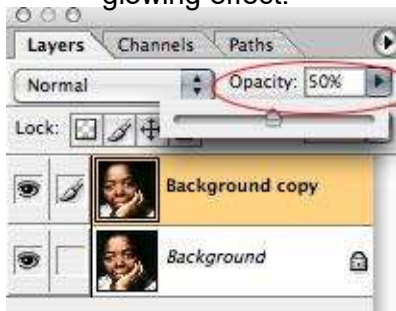 glowing effect.
Layers Channels Paths
Normal Opacity: 50%
Lock:
Background copy
Background